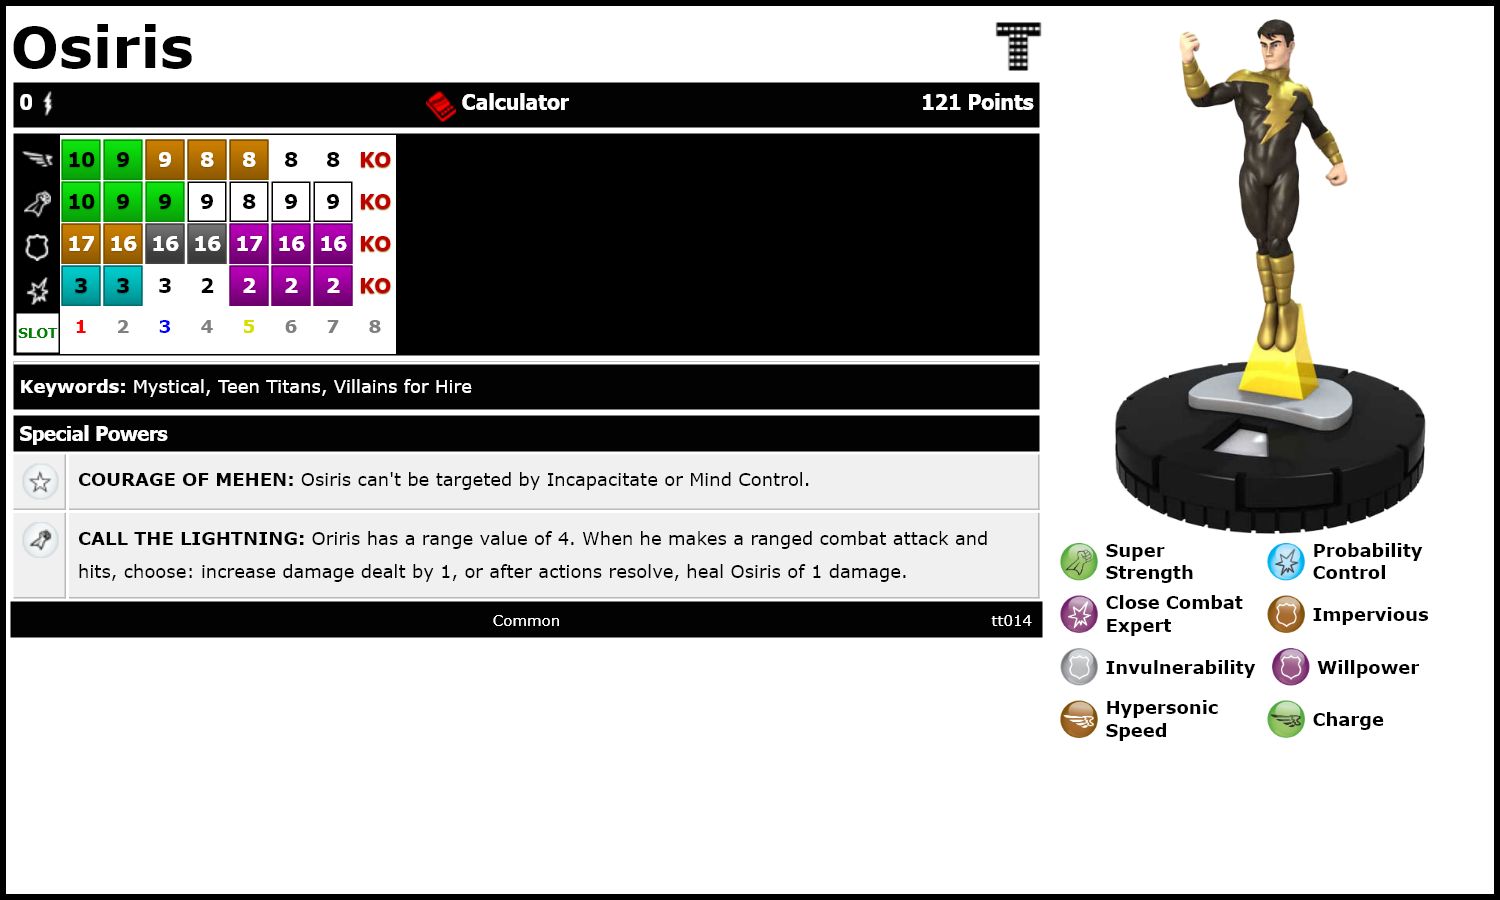 Osiris
0 Calculator 121 Points
10 9 9 8 8 8 8 KO
10 9 9 9 8 9 9 KO
17 16 16 16 17 16 16 KO
3 3 3 2 2 2 2 KO
SLOT 1 2 3 4 5 6 7 8
Keywords: Mystical, Teen Titans, Villains for Hire
Special Powers
COURAGE OF MEHEN: Osiris can't be targeted by Incapacitate or Mind Control.
CALL THE LIGHTNING: Oriris has a range value of 4. When he makes a ranged combat attack and
hits, choose: increase damage dealt by 1, or after actions resolve, heal Osiris of 1 damage.
Common tt014
Super
Strength
Probability
Control
Close Combat
Expert
Impervious
Invulnerability
Willpower
Hypersonic
Speed
Charge